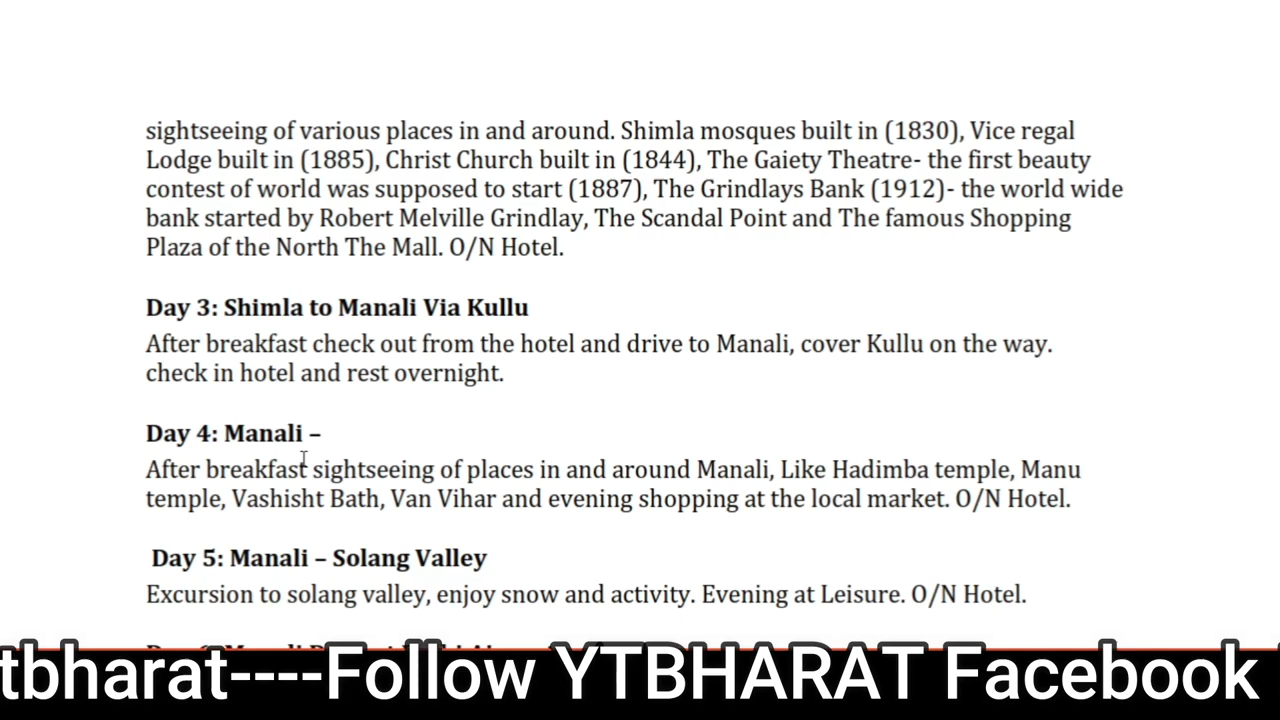 sightseeing of various places in and around. Shimla mosques built in (1830), Vice regal
Lodge built in (1885), Christ Church built in (1844), The Gaiety Theatre- the first beauty
contest of world was supposed to start (1887), The Grindlays Bank (1912)- the world wide
bank started by Robert Melville Grindlay, The Scandal Point and The famous Shopping
Plaza of the North The Mall. O/N Hotel.
Day 3: Shimla to Manali Via Kullu
After breakfast check out from the hotel and drive to Manali, cover Kullu on the way.
check in hotel and rest overnight.
Day 4: Manali –
After breakfast sightseeing of places in and around Manali, Like Hadimba temple, Manu
temple, Vashisht Bath, Van Vihar and evening shopping at the local market. O/N Hotel.
Day 5: Manali – Solang Valley
Excursion to solang valley, enjoy snow and activity. Evening at Leisure. O/N Hotel.
tbharat----Follow YTBHARAT Facebook